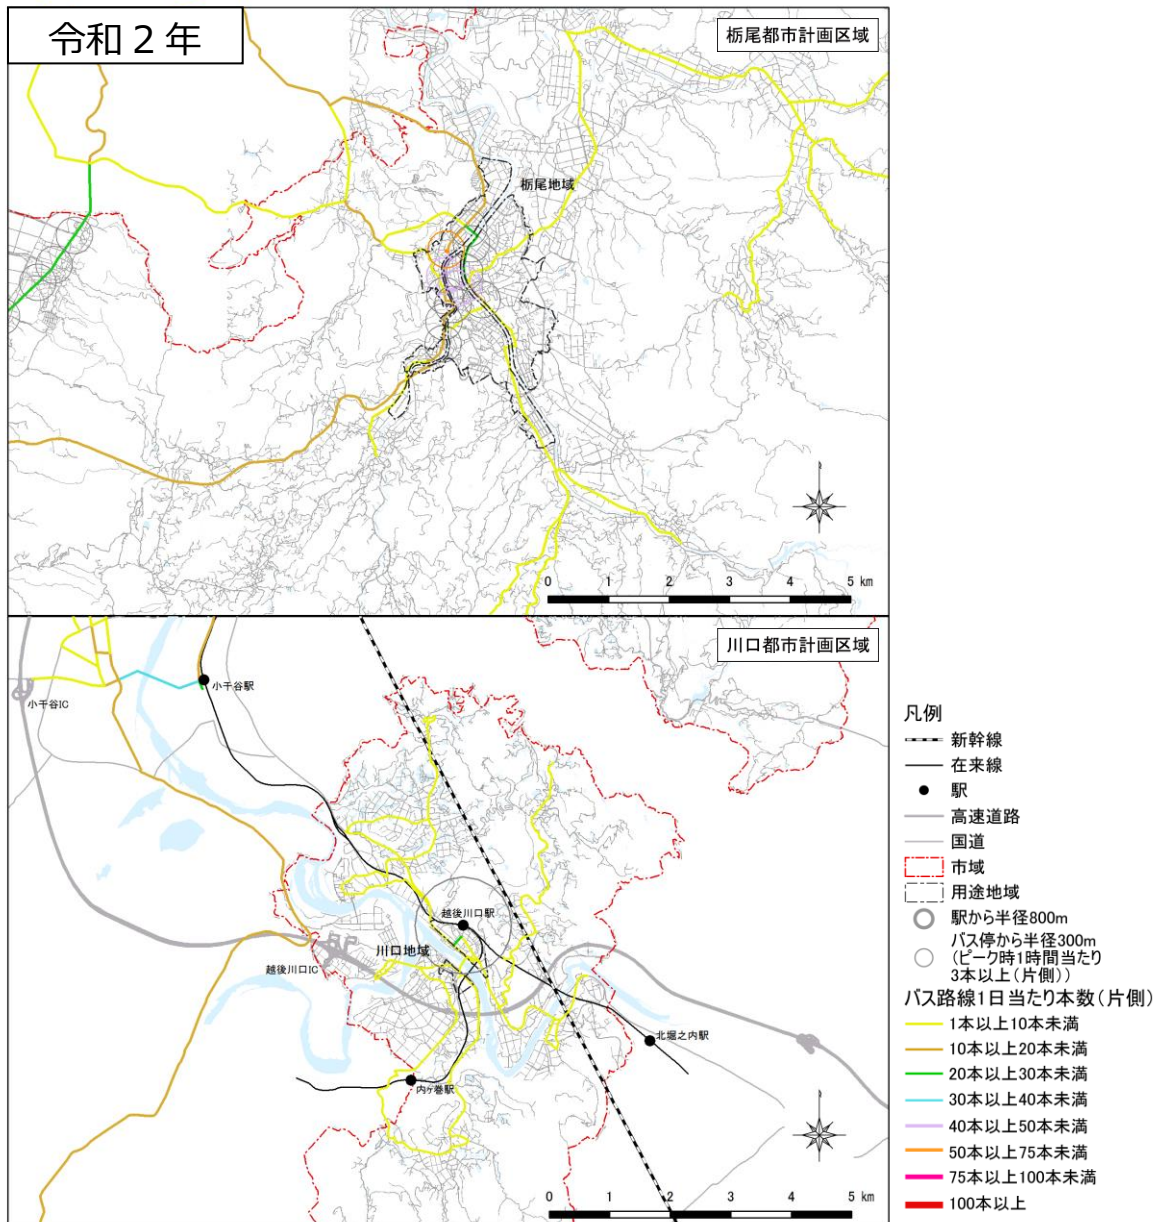 令和２年
栃尾都市計画区域
栃尾地域
0 1 2 3 4 5 km
川口都市計画区域
小千谷駅
小千谷IC
越後川口駅
川口地域
越後川口IC
北堀之内駅
内ケ巻駅
0 1 2 3 4 5 km
凡例
新幹線
在来線
駅
高速道路
国道
市域
用途地域
駅から半径800m
バス停から半径300m
(ピーク時1時間当たり
3本以上(片側))
バス路線1日当たり本数(片側)
1本以上10本未満
10本以上20本未満
20本以上30本未満
30本以上40本未満
40本以上50本未満
50本以上75本未満
75本以上100本未満
100本以上